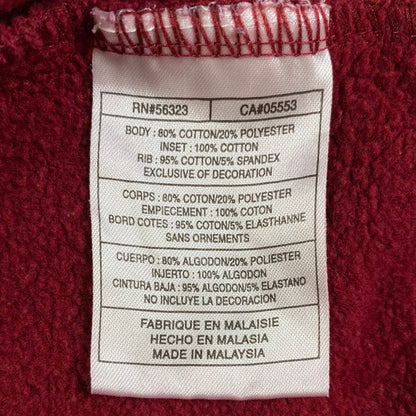 RN#56323 CA#05553
BODY : 80% COTTON/20% POLYESTER
INSET : 100% COTTON
RIB : 95% COTTON/5% SPANDEX
EXCLUSIVE OF DECORATION
CORPS : 80% COTON/20% POLYESTER
EMPIECEMENT : 100% COTON
BORD COTES : 95% COTON/5% ELASTHANNE
SANS ORNEMENTS
CUERPO : 80% ALGODON/20% POLIESTER
INJERTO : 100% ALGODON
CINTURA BAJA : 95% ALGODON/5% ELASTANO
NO INCLUYE LA DECORACION
FABRIQUE EN MALAISIE
HECHO EN MALASIA
MADE IN MALAYSIA